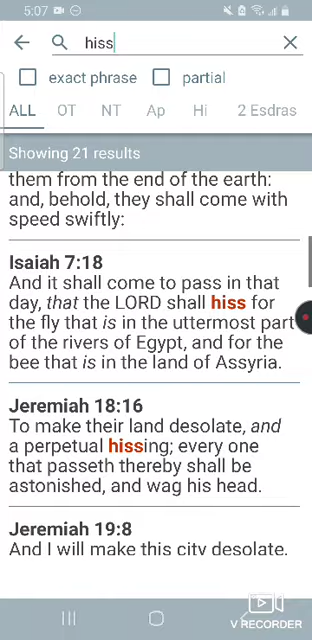 5:07
hiss
exact phrase partial
ALL OT NT Ap Hi 2 Esdras
Showing 21 results
them from the end of the earth:
and, behold, they shall come with
speed swiftly:
Isaiah 7:18
And it shall come to pass in that
day, that the LORD shall hiss for
the fly that is in the uttermost part
of the rivers of Egypt, and for the
bee that is in the land of Assyria.
Jeremiah 18:16
To make their land desolate, and
a perpetual hissing; every one
that passeth thereby shall be
astonished, and wag his head.
Jeremiah 19:8
And I will make this city desolate,
V RECORDER